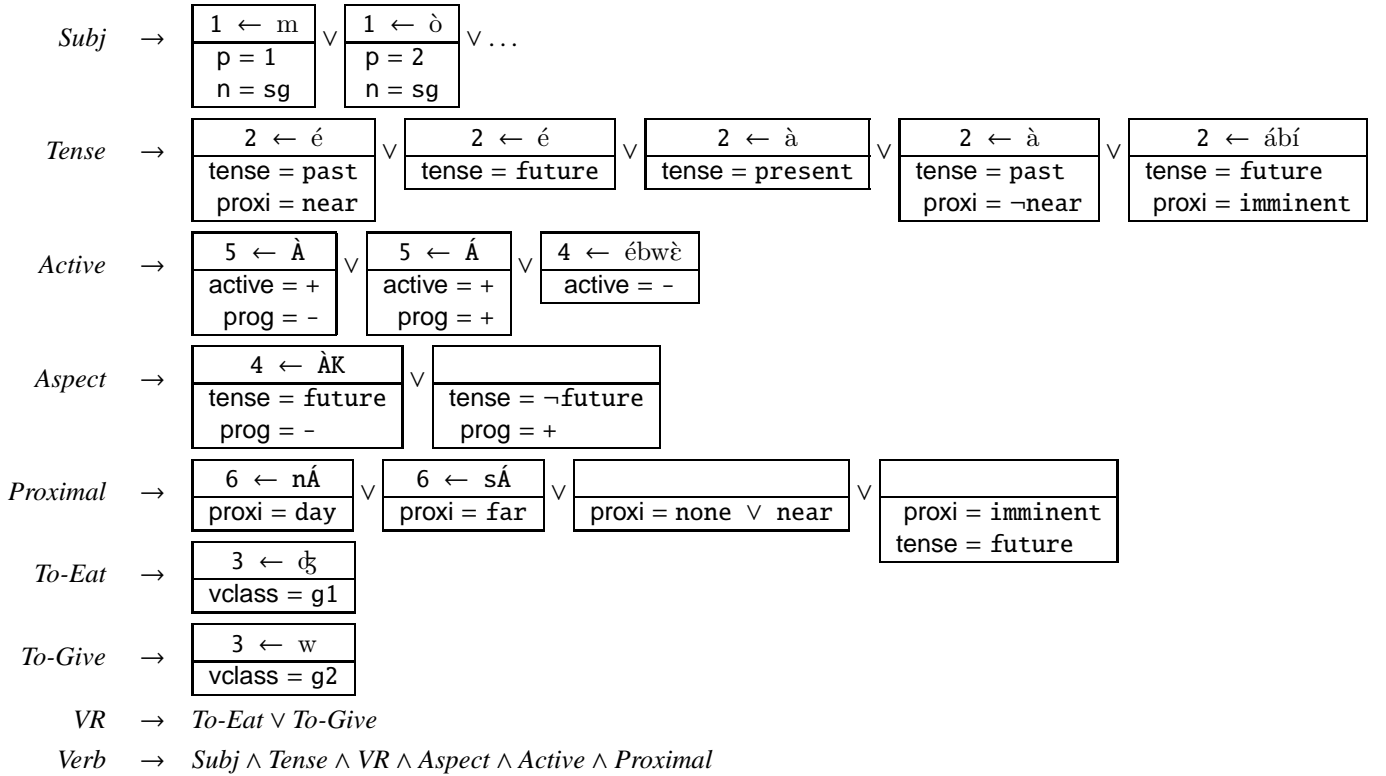 Subj → 1 ← m ∨ 1 ← ò ∨ ...
p = 1 p = 2
n = sg n = sg
Tense → 2 ← é ∨ 2 ← é ∨ 2 ← à ∨ 2 ← à ∨ 2 ← ábí
tense = past tense = future tense = present tense = past tense = future
proxi = near proxi = ¬near proxi = imminent
Active → 5 ← À ∨ 5 ← Á ∨ 4 ← ébwɛ̀
active = + active = + active = -
prog = - prog = +
Aspect → 4 ← ÀK ∨
tense = future tense = ¬future
prog = - prog = +
Proximal → 6 ← nÁ ∨ 6 ← sÁ ∨ ∨
proxi = day proxi = far proxi = none ∨ near proxi = imminent
tense = future
To-Eat → 3 ← ʤ
vclass = g1
To-Give → 3 ← w
vclass = g2
VR → To-Eat ∨ To-Give
Verb → Subj ∧ Tense ∧ VR ∧ Aspect ∧ Active ∧ Proximal